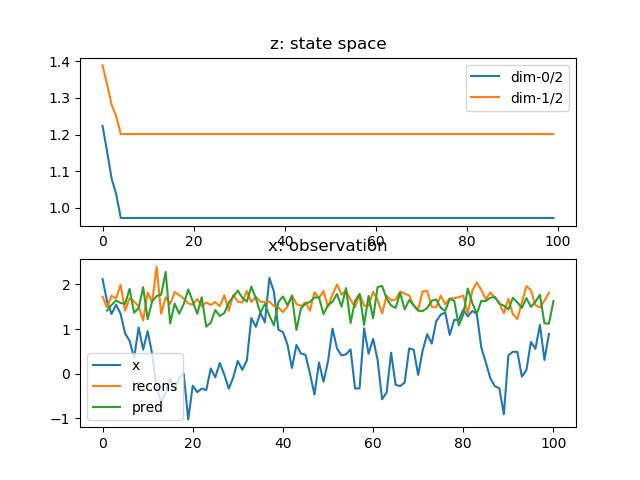 z: state space
1.4
1.3
1.2
1.1
1.0
dim-0/2
dim-1/2
0 20 40 60 80 100
x: observation
2
1
0
−1
x
recons
pred
0 20 40 60 80 100